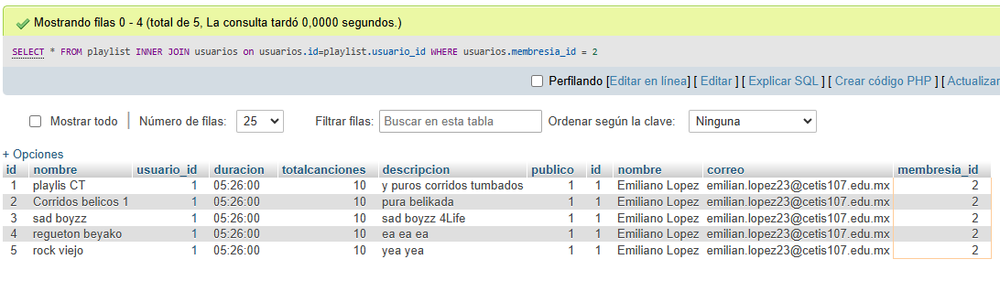 Mostrando filas 0 - 4 (total de 5, La consulta tardó 0,0000 segundos.)
SELECT * FROM playlist INNER JOIN usuarios on usuarios.id=playlist.usuario_id WHERE usuarios.membresia_id = 2
Perfilando [Editar en línea] [ Editar ] [ Explicar SQL ] [ Crear código PHP ] [ Actualizar
Mostrar todo | Número de filas: 25 Filtrar filas: Buscar en esta tabla Ordenar según la clave: Ninguna
+ Opciones
id nombre usuario_id duracion totalcanciones descripcion publico id nombre correo membresia_id
1 playlis CT 1 05:26:00 10 y puros corridos tumbados 1 1 Emiliano Lopez emilian.lopez23@cetis107.edu.mx 2
2 Corridos belicos 1 1 05:26:00 10 pura belikada 1 1 Emiliano Lopez emilian.lopez23@cetis107.edu.mx 2
3 sad boyzz 1 05:26:00 10 sad boyzz 4Life 1 1 Emiliano Lopez emilian.lopez23@cetis107.edu.mx 2
4 regueton beyako 1 05:26:00 10 ea ea ea 1 1 Emiliano Lopez emilian.lopez23@cetis107.edu.mx 2
5 rock viejo 1 05:26:00 10 yea yea 1 1 Emiliano Lopez emilian.lopez23@cetis107.edu.mx 2